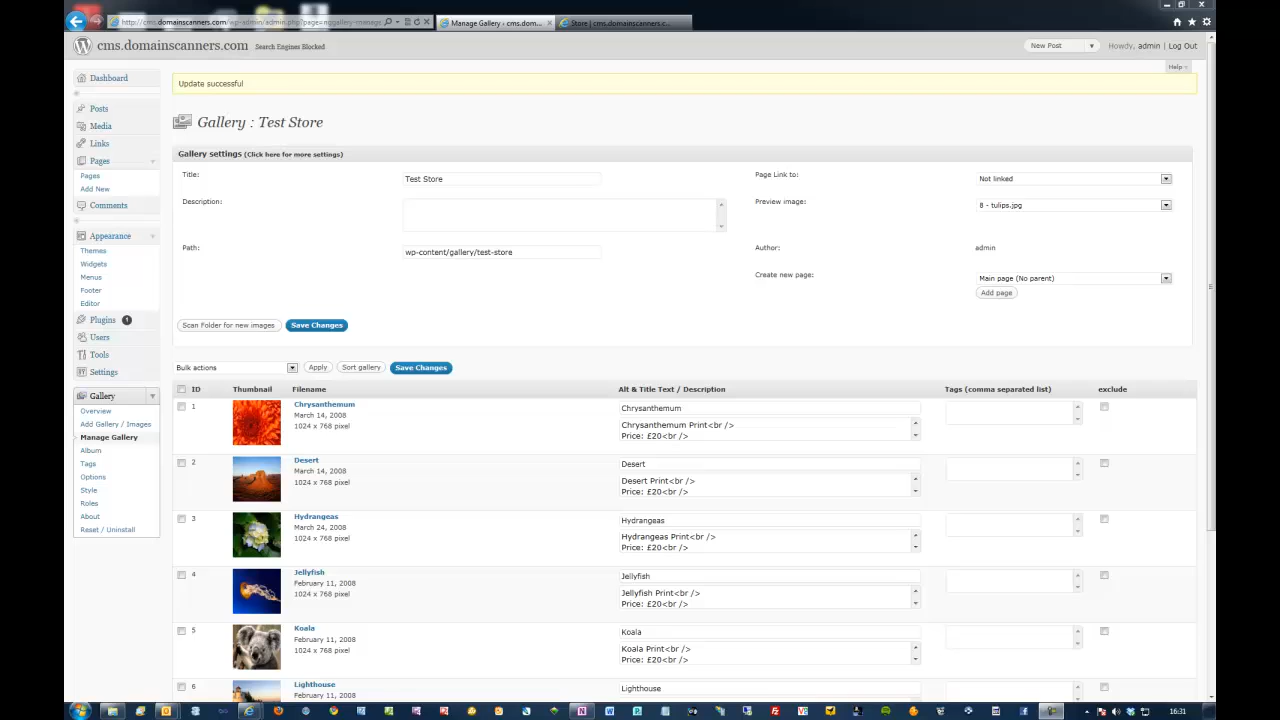 http://cms.domainscanners.com/wp-admin/admin.php?page=nggallery-manage
Manage Gallery - cms.dom...
Store | cms.domainscanners.c...
cms.domainscanners.com
Search Engines Blocked
New Post
Howdy, admin | Log Out
Help
Dashboard
Update successful
Posts
Media
Links
Pages
Pages
Add New
Comments
Appearance
Themes
Widgets
Menus
Footer
Editor
Plugins 1
Users
Tools
Settings
Gallery
Overview
Add Gallery / Images
Manage Gallery
Album
Tags
Options
Style
Roles
About
Reset / Uninstall
Gallery : Test Store
Gallery settings (Click here for more settings)
Title: Test Store
Page Link to: Not linked
Description:
Preview image: 8 - tulips.jpg
Path: wp-content/gallery/test-store
Author: admin
Create new page: Main page (No parent)
Add page
Scan Folder for new images Save Changes
Bulk actions Apply Sort gallery Save Changes
ID Thumbnail Filename Alt & Title Text / Description Tags (comma separated list) exclude
1 Chrysanthemum
March 14, 2008
1024 x 768 pixel
Chrysanthemum
Chrysanthemum Print<br />
Price: £20<br />
2 Desert
March 14, 2008
1024 x 768 pixel
Desert
Desert Print<br />
Price: £20<br />
3 Hydrangeas
March 24, 2008
1024 x 768 pixel
Hydrangeas
Hydrangeas Print<br />
Price: £20<br />
4 Jellyfish
February 11, 2008
1024 x 768 pixel
Jellyfish
Jellyfish Print<br />
Price: £20<br />
5 Koala
February 11, 2008
1024 x 768 pixel
Koala
Koala Print<br />
Price: £20<br />
6 Lighthouse
February 11, 2008
Lighthouse
16:31